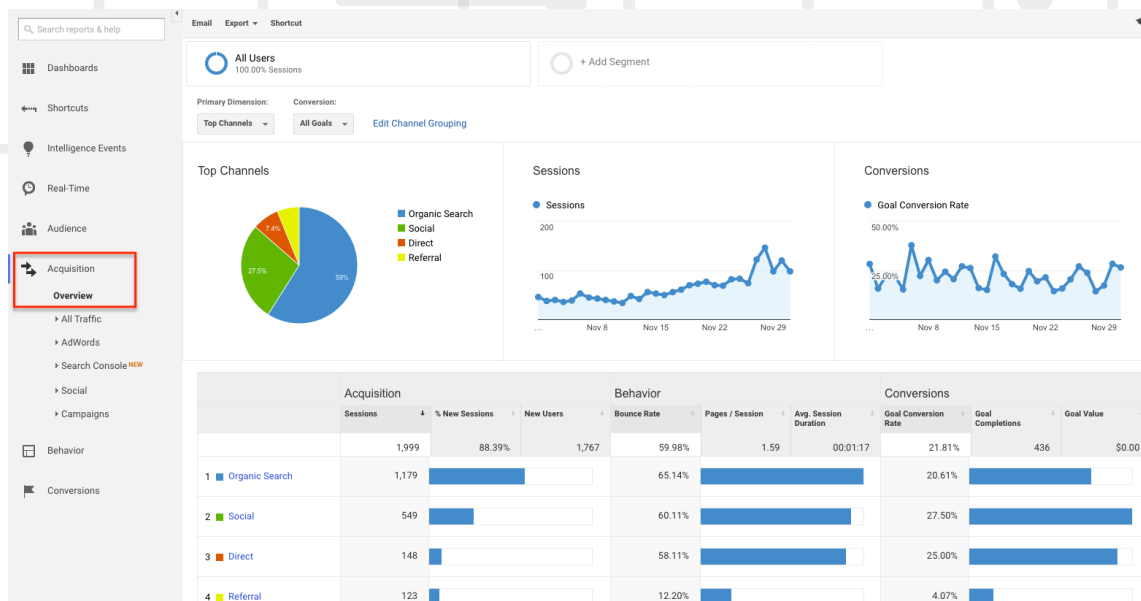 Search reports & help
Dashboards
Shortcuts
Intelligence Events
Real-Time
Audience
Acquisition
Overview
All Traffic
AdWords
Search Console NEW
Social
Campaigns
Behavior
Conversions
Email Export Shortcut
All Users
100.00% Sessions
+ Add Segment
Primary Dimension: Conversion:
Top Channels All Goals Edit Channel Grouping
Top Channels
7.4%
27.5%
59%
Organic Search
Social
Direct
Referral
Sessions
Sessions
200
100
... Nov 8 Nov 15 Nov 22 Nov 29
Conversions
Goal Conversion Rate
50.00%
25.00%
... Nov 8 Nov 15 Nov 22 Nov 29
Acquisition Behavior Conversions
Sessions % New Sessions New Users Bounce Rate Pages / Session Avg. Session Duration Goal Conversion Rate Goal Completions Goal Value
1,999 88.39% 1,767 59.98% 1.59 00:01:17 21.81% 436 $0.00
1 Organic Search 1,179 65.14% 20.61%
2 Social 549 60.11% 27.50%
3 Direct 148 58.11% 25.00%
4 Referral 123 12.20% 4.07%